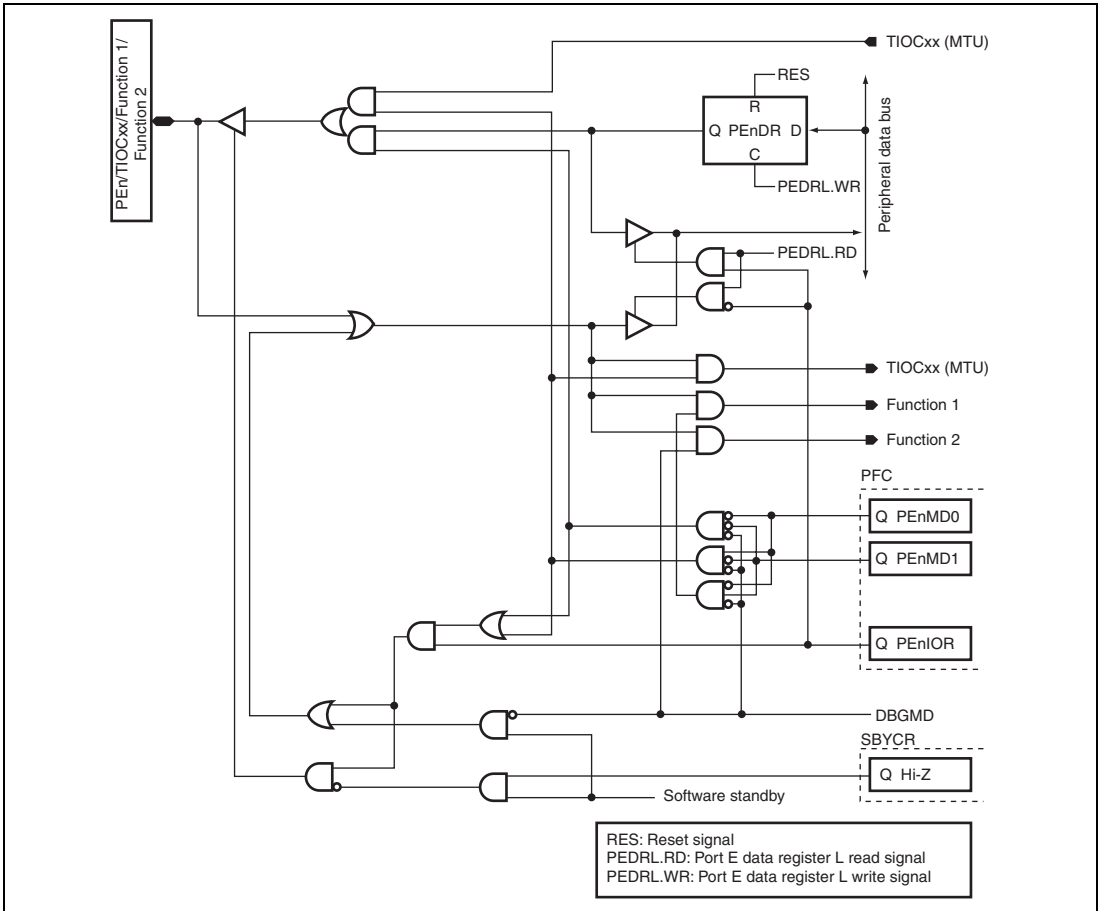 PEn/TIOCxx/Function 1/
Function 2
TIOCxx (MTU)
RES
R
Q PEnDR D
C
PEDRL.WR
Peripheral data bus
PEDRL.RD
TIOCxx (MTU)
Function 1
Function 2
PFC
Q PEnMD0
Q PEnMD1
Q PEnIOR
DBGMD
SBYCR
Q Hi-Z
Software standby
RES: Reset signal
PEDRL.RD: Port E data register L read signal
PEDRL.WR: Port E data register L write signal